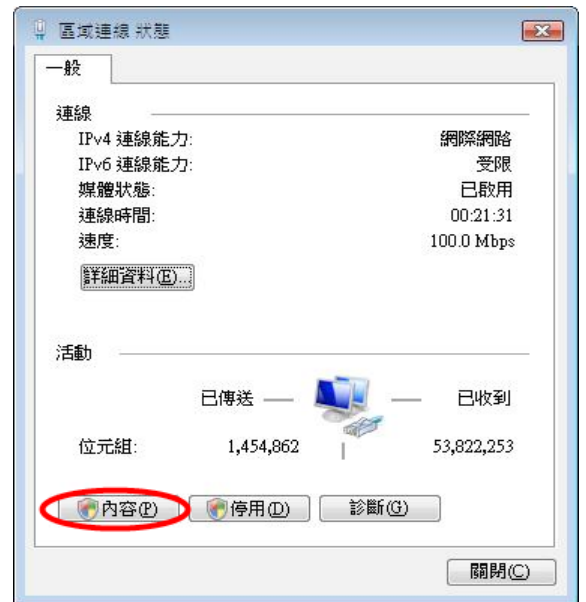 區域連線 狀態
一般
連線
IPv4 連線能力: 網際網路
IPv6 連線能力: 受限
媒體狀態: 已啟用
連線時間: 00:21:31
速度: 100.0 Mbps
詳細資料(E)...
活動
已傳送 已收到
位元組: 1,454,862 53,822,253
內容(P) 停用(D) 診斷(G)
關閉(C)